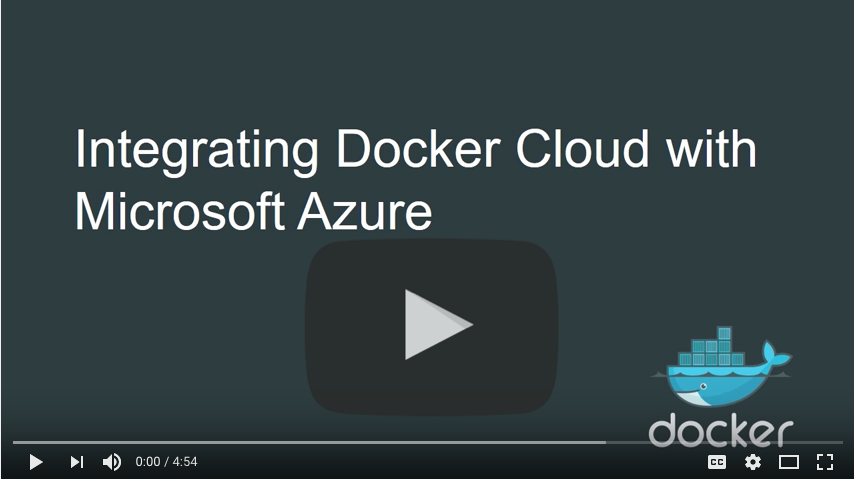 Integrating Docker Cloud with
Microsoft Azure
docker
0:00 / 4:54
CC